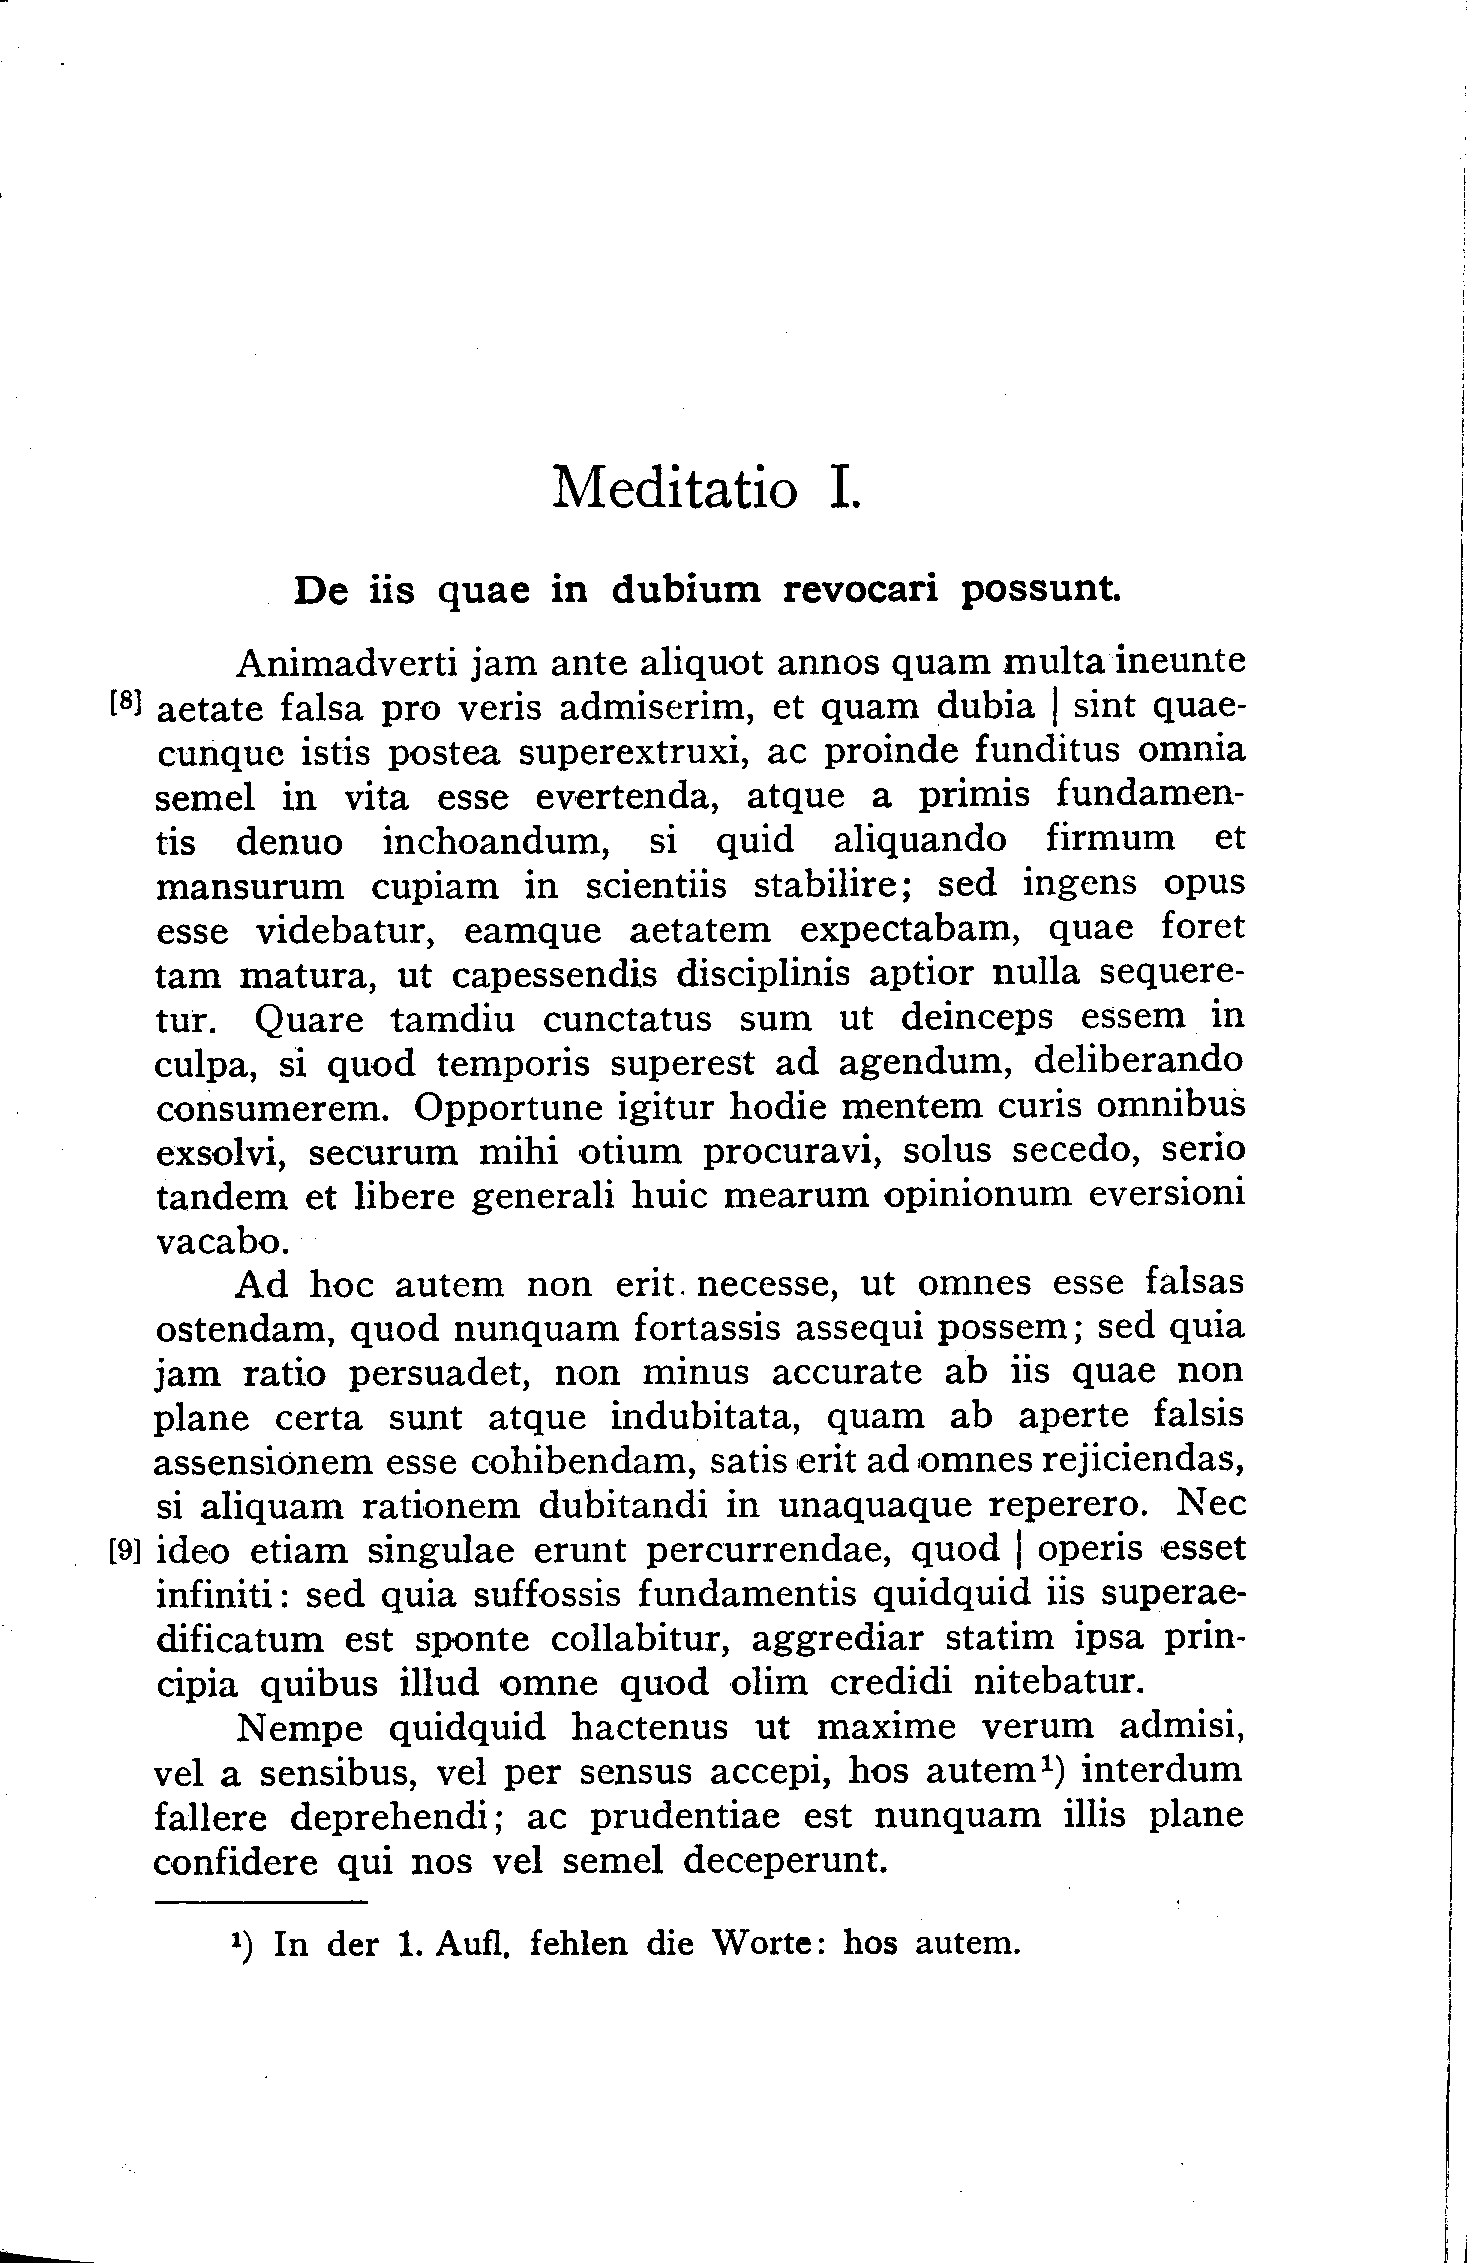 Meditatio I.
De iis quae in dubium revocari possunt.
Animadverti jam ante aliquot annos quam multa ineunte
[8] aetate falsa pro veris admiserim, et quam dubia | sint quae-
cunque istis postea superextruxi, ac proinde funditus omnia
semel in vita esse evertenda, atque a primis fundamen-
tis denuo inchoandum, si quid aliquando firmum et
mansurum cupiam in scientiis stabilire; sed ingens opus
esse videbatur, eamque aetatem expectabam, quae foret
tam matura, ut capessendis disciplinis aptior nulla sequere-
tur. Quare tamdiu cunctatus sum ut deinceps essem in
culpa, si quod temporis superest ad agendum, deliberando
consumerem. Opportune igitur hodie mentem curis omnibus
exsolvi, securum mihi otium procuravi, solus secedo, serio
tandem et libere generali huic mearum opinionum eversioni
vacabo.
Ad hoc autem non erit necesse, ut omnes esse falsas
ostendam, quod nunquam fortassis assequi possem; sed quia
jam ratio persuadet, non minus accurate ab iis quae non
plane certa sunt atque indubitata, quam ab aperte falsis
assensionem esse cohibendam, satis erit ad omnes rejiciendas,
si aliquam rationem dubitandi in unaquaque reperero. Nec
[9] ideo etiam singulae erunt percurrendae, quod | operis esset
infiniti: sed quia suffossis fundamentis quidquid iis superae-
dificatum est sponte collabitur, aggrediar statim ipsa prin-
cipia quibus illud omne quod olim credidi nitebatur.
Nempe quidquid hactenus ut maxime verum admisi,
vel a sensibus, vel per sensus accepi, hos autem¹) interdum
fallere deprehendi; ac prudentiae est nunquam illis plane
confidere qui nos vel semel deceperunt.
¹) In der 1. Aufl. fehlen die Worte: hos autem.